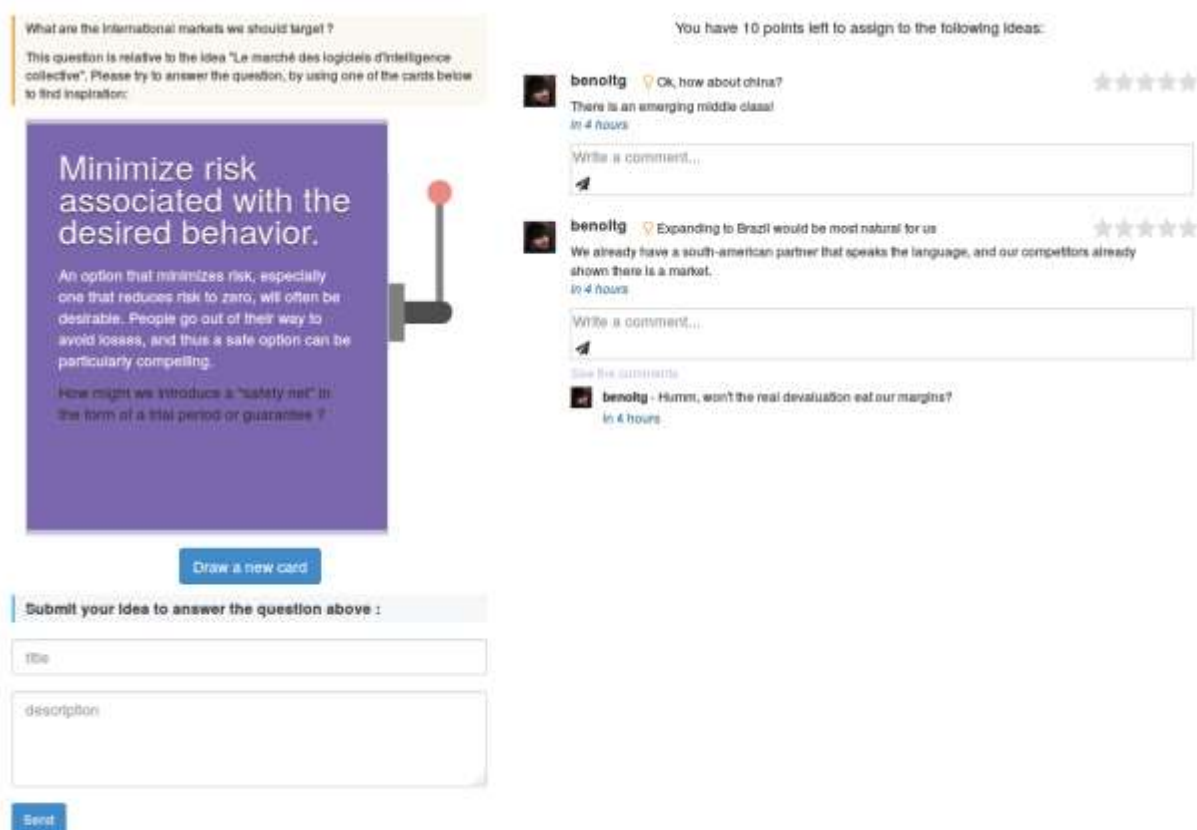 What are the international markets we should target ?
This question is relative to the idea "Le marché des logiciels d'intelligence
collective". Please try to answer the question, by using one of the cards below
to find inspiration:
Minimize risk
associated with the
desired behavior.
An option that minimizes risk, especially
one that reduces risk to zero, will often be
desirable. People go out of their way to
avoid losses, and thus a safe option can be
particularly compelling.
How might we introduce a "safety net" in
the form of a trial period or guarantee ?
Draw a new card
Submit your idea to answer the question above :
title
description
Send
You have 10 points left to assign to the following ideas:
benoitg Ok, how about china?
There is an emerging middle class!
in 4 hours
Write a comment...
benoitg Expanding to Brazil would be most natural for us
We already have a south-american partner that speaks the language, and our competitors already
shown there is a market.
in 4 hours
Write a comment...
See the comments
benoitg - Humm, won't the real devaluation eat our margins?
in 4 hours